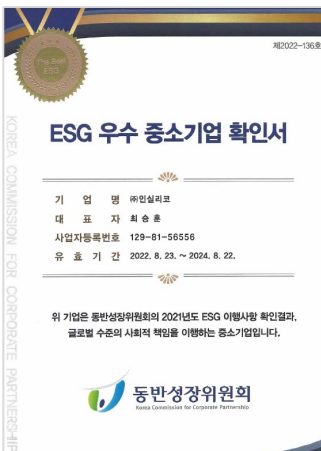 제2022-136호
The Best
ESG
ESG 우수 중소기업 확인서
기 업 명 ㈜인실리코
대 표 자 최 승 훈
사업자등록번호 129-81-56556
유 효 기 간 2022. 8. 23. ~ 2024. 8. 22.
위 기업은 동반성장위원회의 2021년도 ESG 이행사항 확인결과,
글로벌 수준의 사회적 책임을 이행하는 중소기업입니다.
동반성장위원회
Korea Commission for Corporate Partnership
KOREA COMMISSION FOR CORPORATE PARTNERSHIP